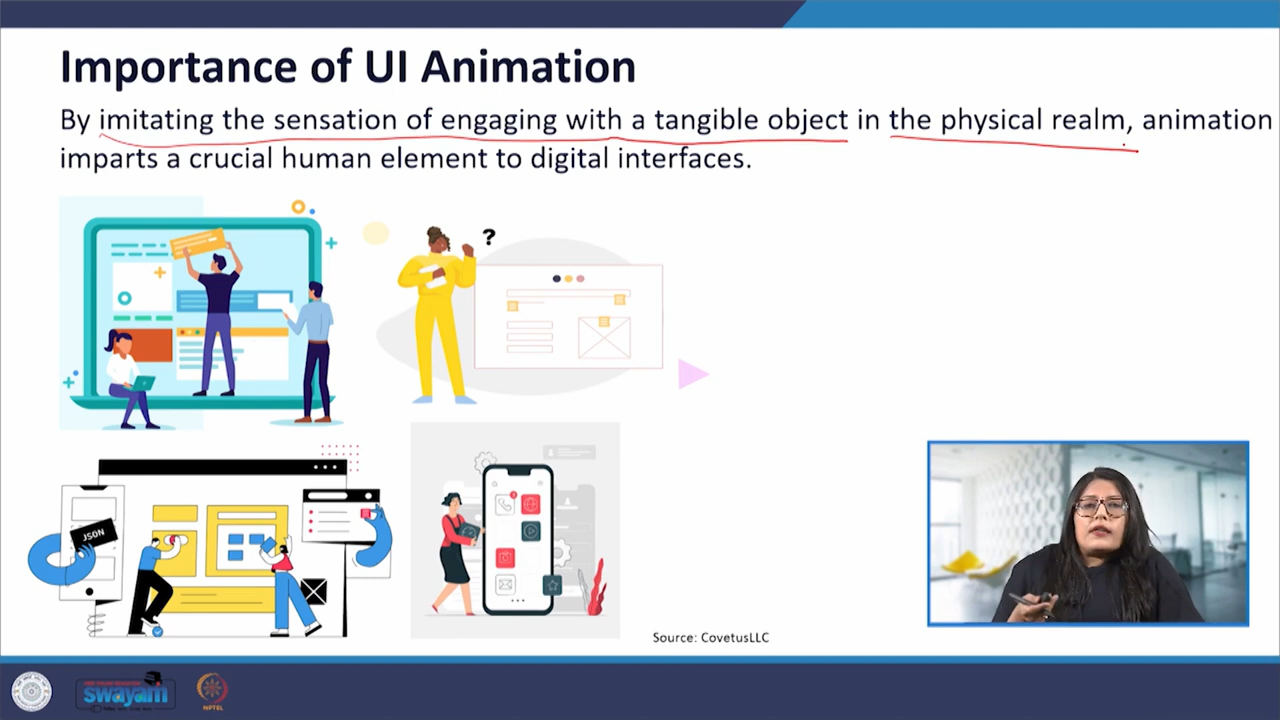 Importance of UI Animation
By imitating the sensation of engaging with a tangible object in the physical realm, animation
imparts a crucial human element to digital interfaces.
?
JSON
Source: CovetusLLC
swayam
NPTEL